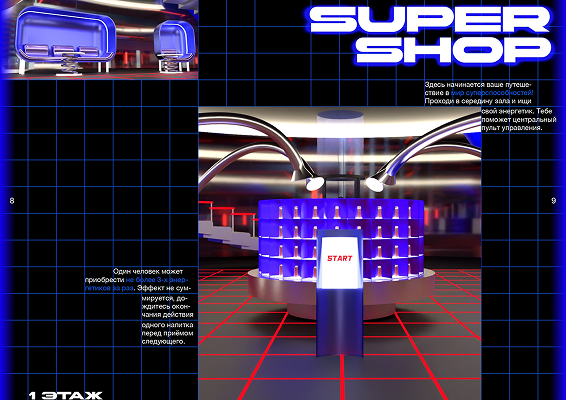 SUPER
SHOP
Здесь начинается ваше путеше-
ствие в мир суперспособностей!
Проходи в середину зала и ищи
свой энергетик. Тебе
поможет центральный
пульт управления.
8
9
START
Один человек может
приобрести не более 3-х энер-
гетиков за раз. Эффект не сум-
мируется, до-
ждитесь окон-
чания действия
одного напитка
перед приёмом
следующего.
1 ЭТАЖ